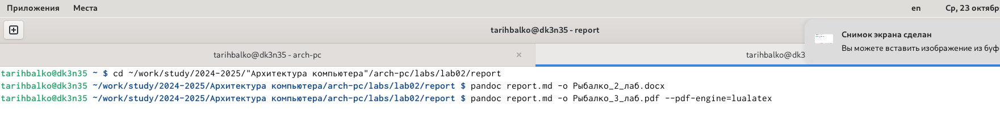 Приложения Места en Ср, 23 октябр
tarihbalko@dk3n35 - report
Снимок экрана сделан
Вы можете вставить изображение из буф
tarihbalko@dk3n35 - arch-pc × tarihbalko@dk3
tarihbalko@dk3n35 ~ $ cd ~/work/study/2024-2025/"Архитектура компьютера"/arch-pc/labs/lab02/report
tarihbalko@dk3n35 ~/work/study/2024-2025/Архитектура компьютера/arch-pc/labs/lab02/report $ pandoc report.md -o Рыбалко_2_лаб.docx
tarihbalko@dk3n35 ~/work/study/2024-2025/Архитектура компьютера/arch-pc/labs/lab02/report $ pandoc report.md -o Рыбалко_3_лаб.pdf --pdf-engine=lualatex